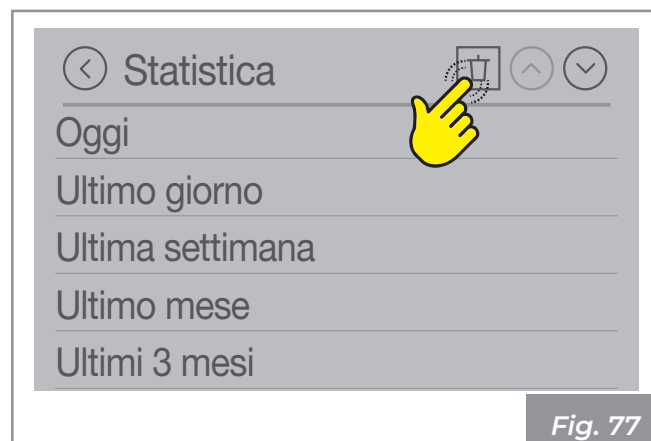 Statistica
Oggi
Ultimo giorno
Ultima settimana
Ultimo mese
Ultimi 3 mesi
Fig. 77